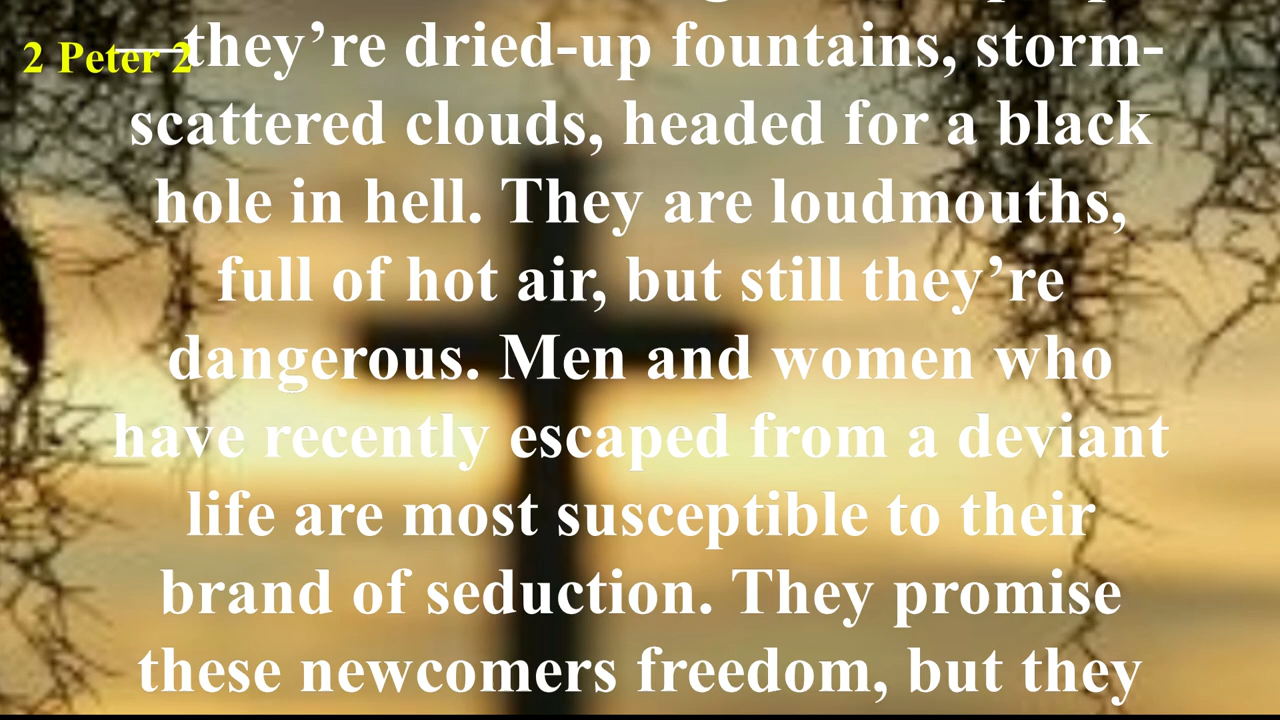 2 Peter 2
—they’re dried-up fountains, storm-
scattered clouds, headed for a black
hole in hell. They are loudmouths,
full of hot air, but still they’re
dangerous. Men and women who
have recently escaped from a deviant
life are most susceptible to their
brand of seduction. They promise
these newcomers freedom, but they